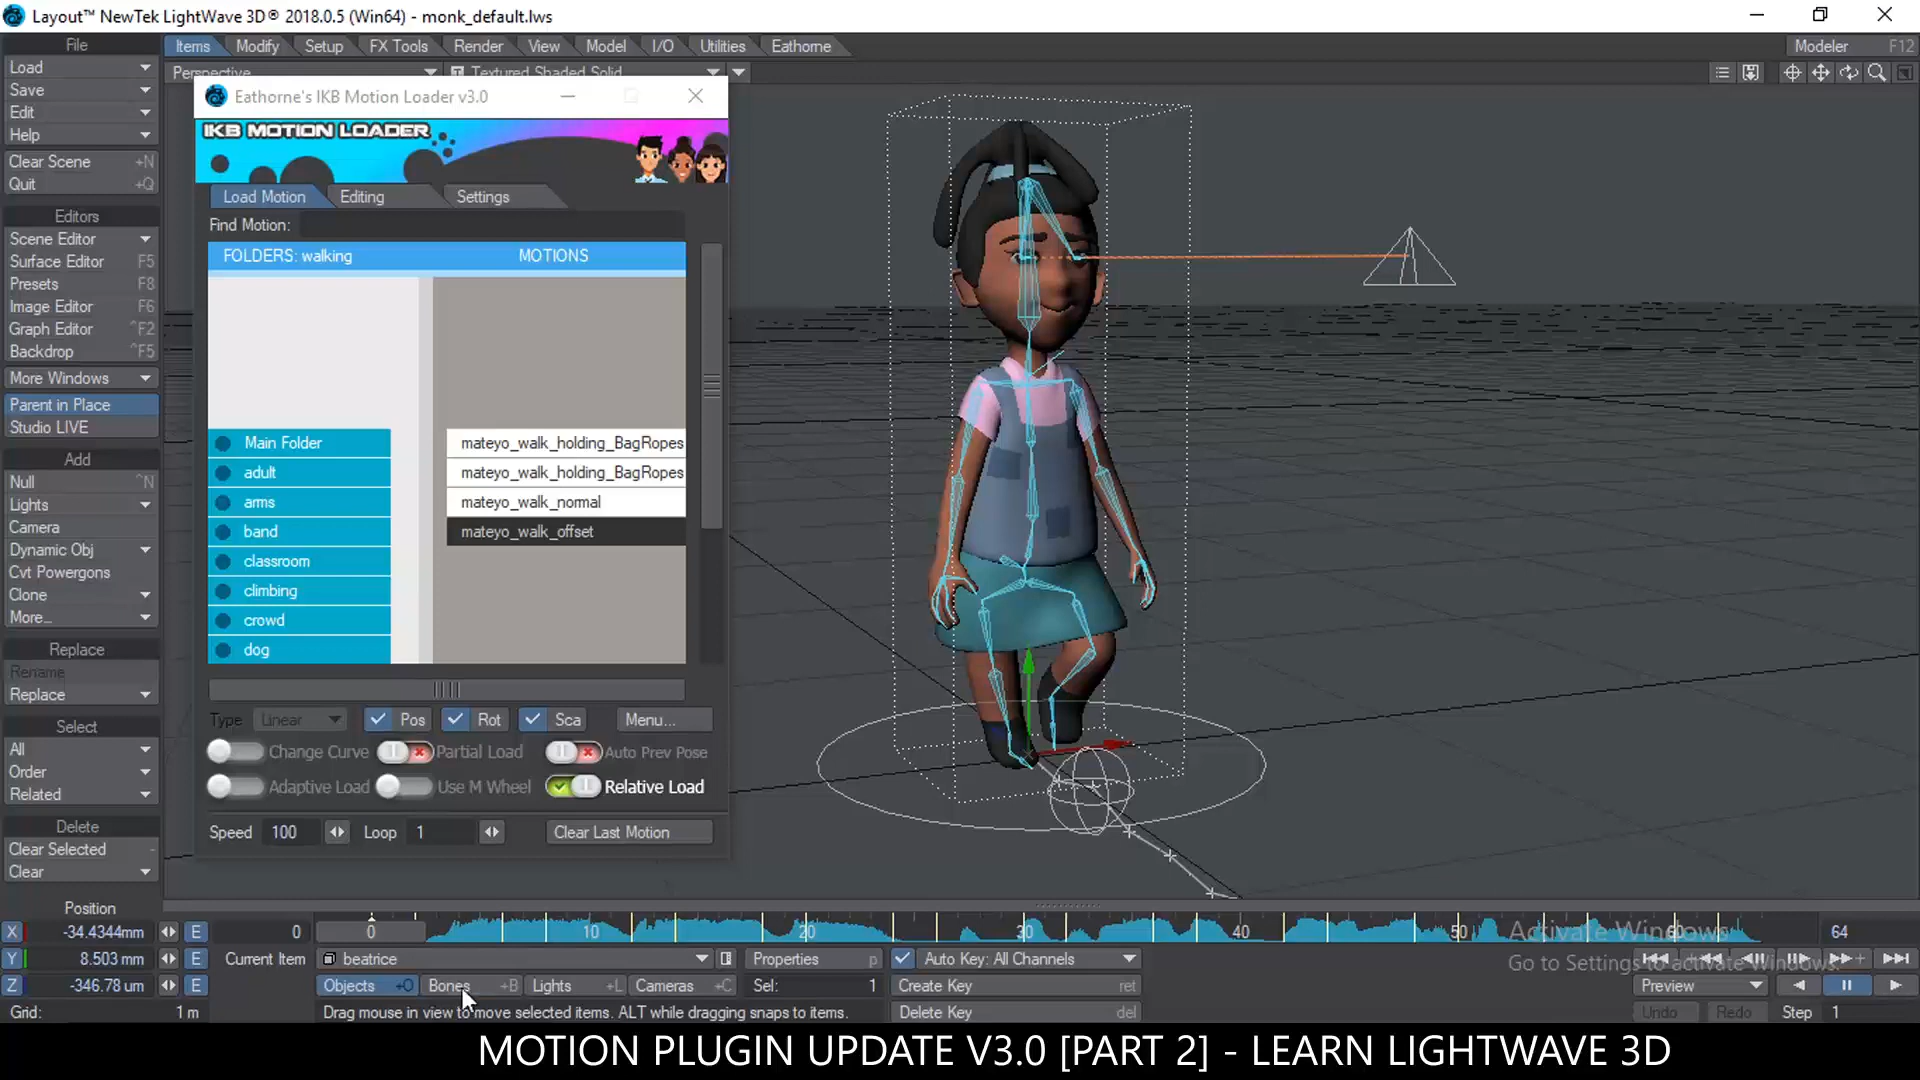 Layout™ NewTek LightWave 3D® 2018.0.5 (Win64) - monk_default.lws
File
Items Modify Setup FX Tools Render View Model I/O Utilities Eathorne Modeler F12
Load
Perspective Textured Shaded Solid
Save
Edit
Help
Clear Scene +N
Quit +Q
Editors
Scene Editor
Surface Editor F5
Presets F8
Image Editor F6
Graph Editor ^F2
Backdrop ^F5
More Windows
Parent in Place
Studio LIVE
Add
Null ^N
Lights
Camera
Dynamic Obj
Cvt Powergons
Clone
More...
Replace
Rename
Replace
Select
All
Order
Related
Delete
Clear Selected -
Clear
Eathorne's IKB Motion Loader v3.0
IKB MOTION LOADER
Load Motion Editing Settings
Find Motion:
FOLDERS: walking MOTIONS
Main Folder mateyo_walk_holding_BagRopes
adult mateyo_walk_holding_BagRopes
arms mateyo_walk_normal
band mateyo_walk_offset
classroom
climbing
crowd
dog
Type Linear Pos Rot Sca Menu...
Change Curve Partial Load Auto Prev Pose
Adaptive Load Use M Wheel Relative Load
Speed 100 Loop 1 Clear Last Motion
Position
X -34.4344mm E 0 0 10 20 30 40 50 60 64
Y 8.503 mm E Current Item beatrice Properties p Auto Key: All Channels
Z -346.78 um E Objects +O Bones +B Lights +L Cameras +C Sel: 1 Create Key ret Preview
Grid: 1 m Drag mouse in view to move selected items. ALT while dragging snaps to items. Delete Key del Undo Redo Step 1
Activate Windows
Go to Settings to activate Windows.
MOTION PLUGIN UPDATE V3.0 [PART 2] - LEARN LIGHTWAVE 3D